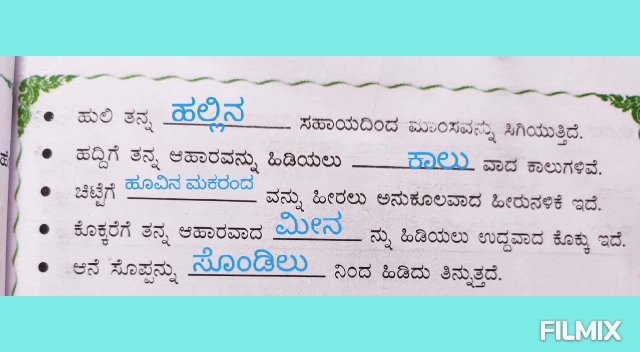 ಹುಲಿ ತನ್ನ ಹಲ್ಲಿನ ಸಹಾಯದಿಂದ ಮಾಂಸವನ್ನು ಸಿಗಿಯುತ್ತಿದೆ.
ಹದ್ದಿಗೆ ತನ್ನ ಆಹಾರವನ್ನು ಹಿಡಿಯಲು ಕಾಲು ವಾದ ಕಾಲುಗಳಿವೆ.
ಚಿಟ್ಟೆಗೆ ಹೂವಿನ ಮಕರಂದ ವನ್ನು ಹೀರಲು ಅನುಕೂಲವಾದ ಹೀರುನಳಿಕೆ ಇದೆ.
ಕೊಕ್ಕರೆಗೆ ತನ್ನ ಆಹಾರವಾದ ಮೀನ ನ್ನು ಹಿಡಿಯಲು ಉದ್ದವಾದ ಕೊಕ್ಕು ಇದೆ.
ಆನೆ ಸೊಪ್ಪನ್ನು ಸೊಂಡಿಲು ನಿಂದ ಹಿಡಿದು ತಿನ್ನುತ್ತದೆ.
FILMIX